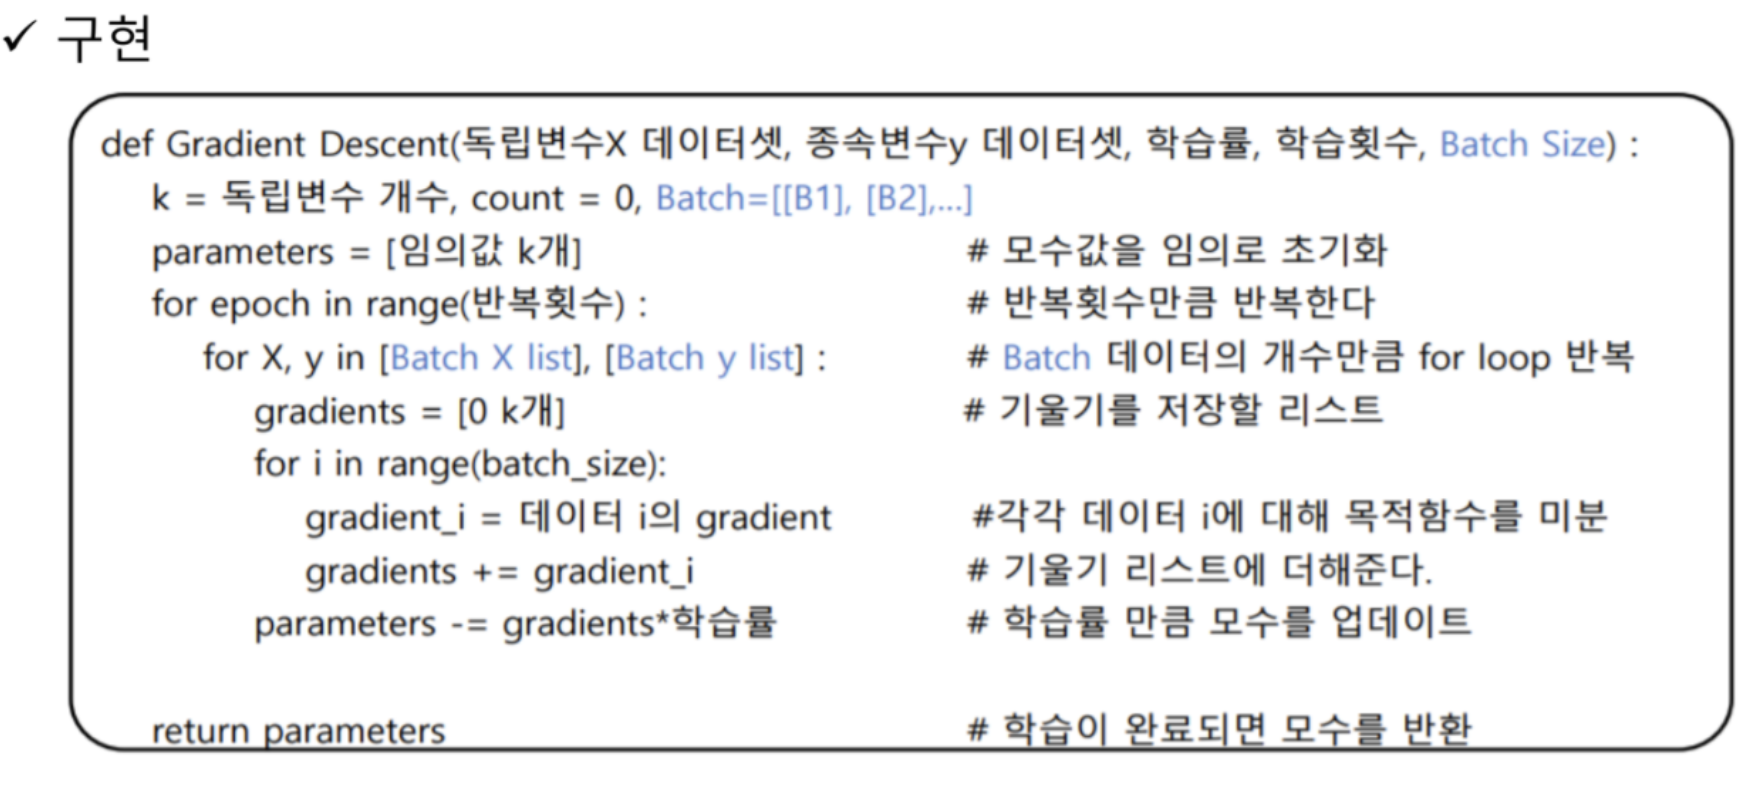 ✓ 구현
def Gradient Descent(독립변수X 데이터셋, 종속변수y 데이터셋, 학습률, 학습횟수, Batch Size) :
k = 독립변수 개수, count = 0, Batch=[[B1], [B2],...]
parameters = [임의값 k개] # 모수값을 임의로 초기화
for epoch in range(반복횟수) : # 반복횟수만큼 반복한다
for X, y in [Batch X list], [Batch y list] : # Batch 데이터의 개수만큼 for loop 반복
gradients = [0 k개] # 기울기를 저장할 리스트
for i in range(batch_size):
gradient_i = 데이터 i의 gradient #각각 데이터 i에 대해 목적함수를 미분
gradients += gradient_i # 기울기 리스트에 더해준다.
parameters -= gradients*학습률 # 학습률 만큼 모수를 업데이트
return parameters # 학습이 완료되면 모수를 반환